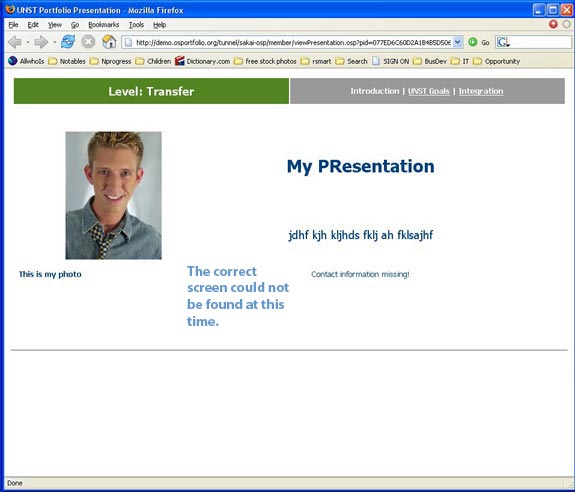 UNST Portfolio Presentation - Mozilla Firefox
File Edit View Go Bookmarks Tools Help
http://demo.osportfolio.org/tunnel/sakai-osp/member/viewPresentation.osp?pid=077ED6C60D2A1B4B5D50E Go
AllwhoIs Notables Nprogress Children Dictionary.com free stock photos rsmart Search SIGN ON BusDev IT Opportunity
Level: Transfer
Introduction | UNST Goals | Integration
My PResentation
jdhf kjh kljhds fklj ah fklsajhf
This is my photo
The correct
screen could not
be found at this
time.
Contact information missing!
Done